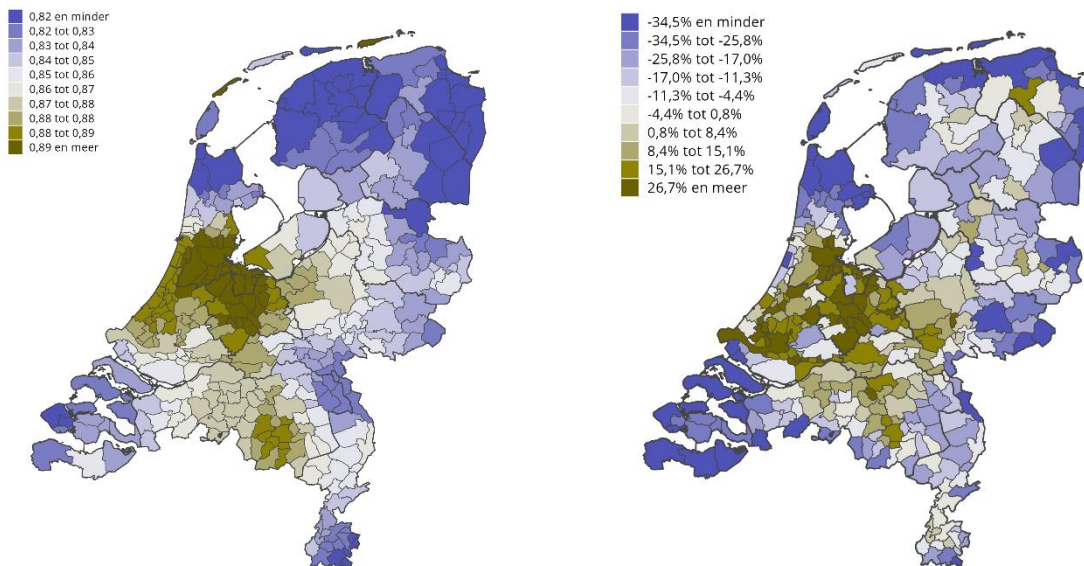 0,82 en minder
0,82 tot 0,83
0,83 tot 0,84
0,84 tot 0,85
0,85 tot 0,86
0,86 tot 0,87
0,87 tot 0,88
0,88 tot 0,88
0,88 tot 0,89
0,89 en meer
-34,5% en minder
-34,5% tot -25,8%
-25,8% tot -17,0%
-17,0% tot -11,3%
-11,3% tot -4,4%
-4,4% tot 0,8%
0,8% tot 8,4%
8,4% tot 15,1%
15,1% tot 26,7%
26,7% en meer